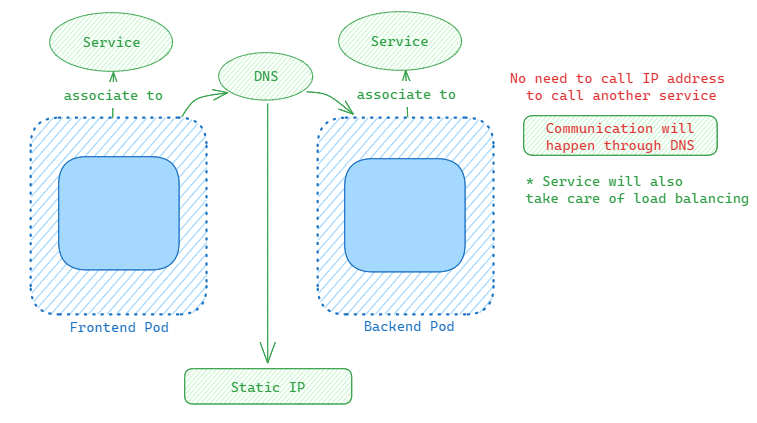 Service
Service
DNS
associate to
associate to
No need to call IP address
to call another service
Communication will
happen through DNS
* Service will also
take care of load balancing
Frontend Pod
Backend Pod
Static IP